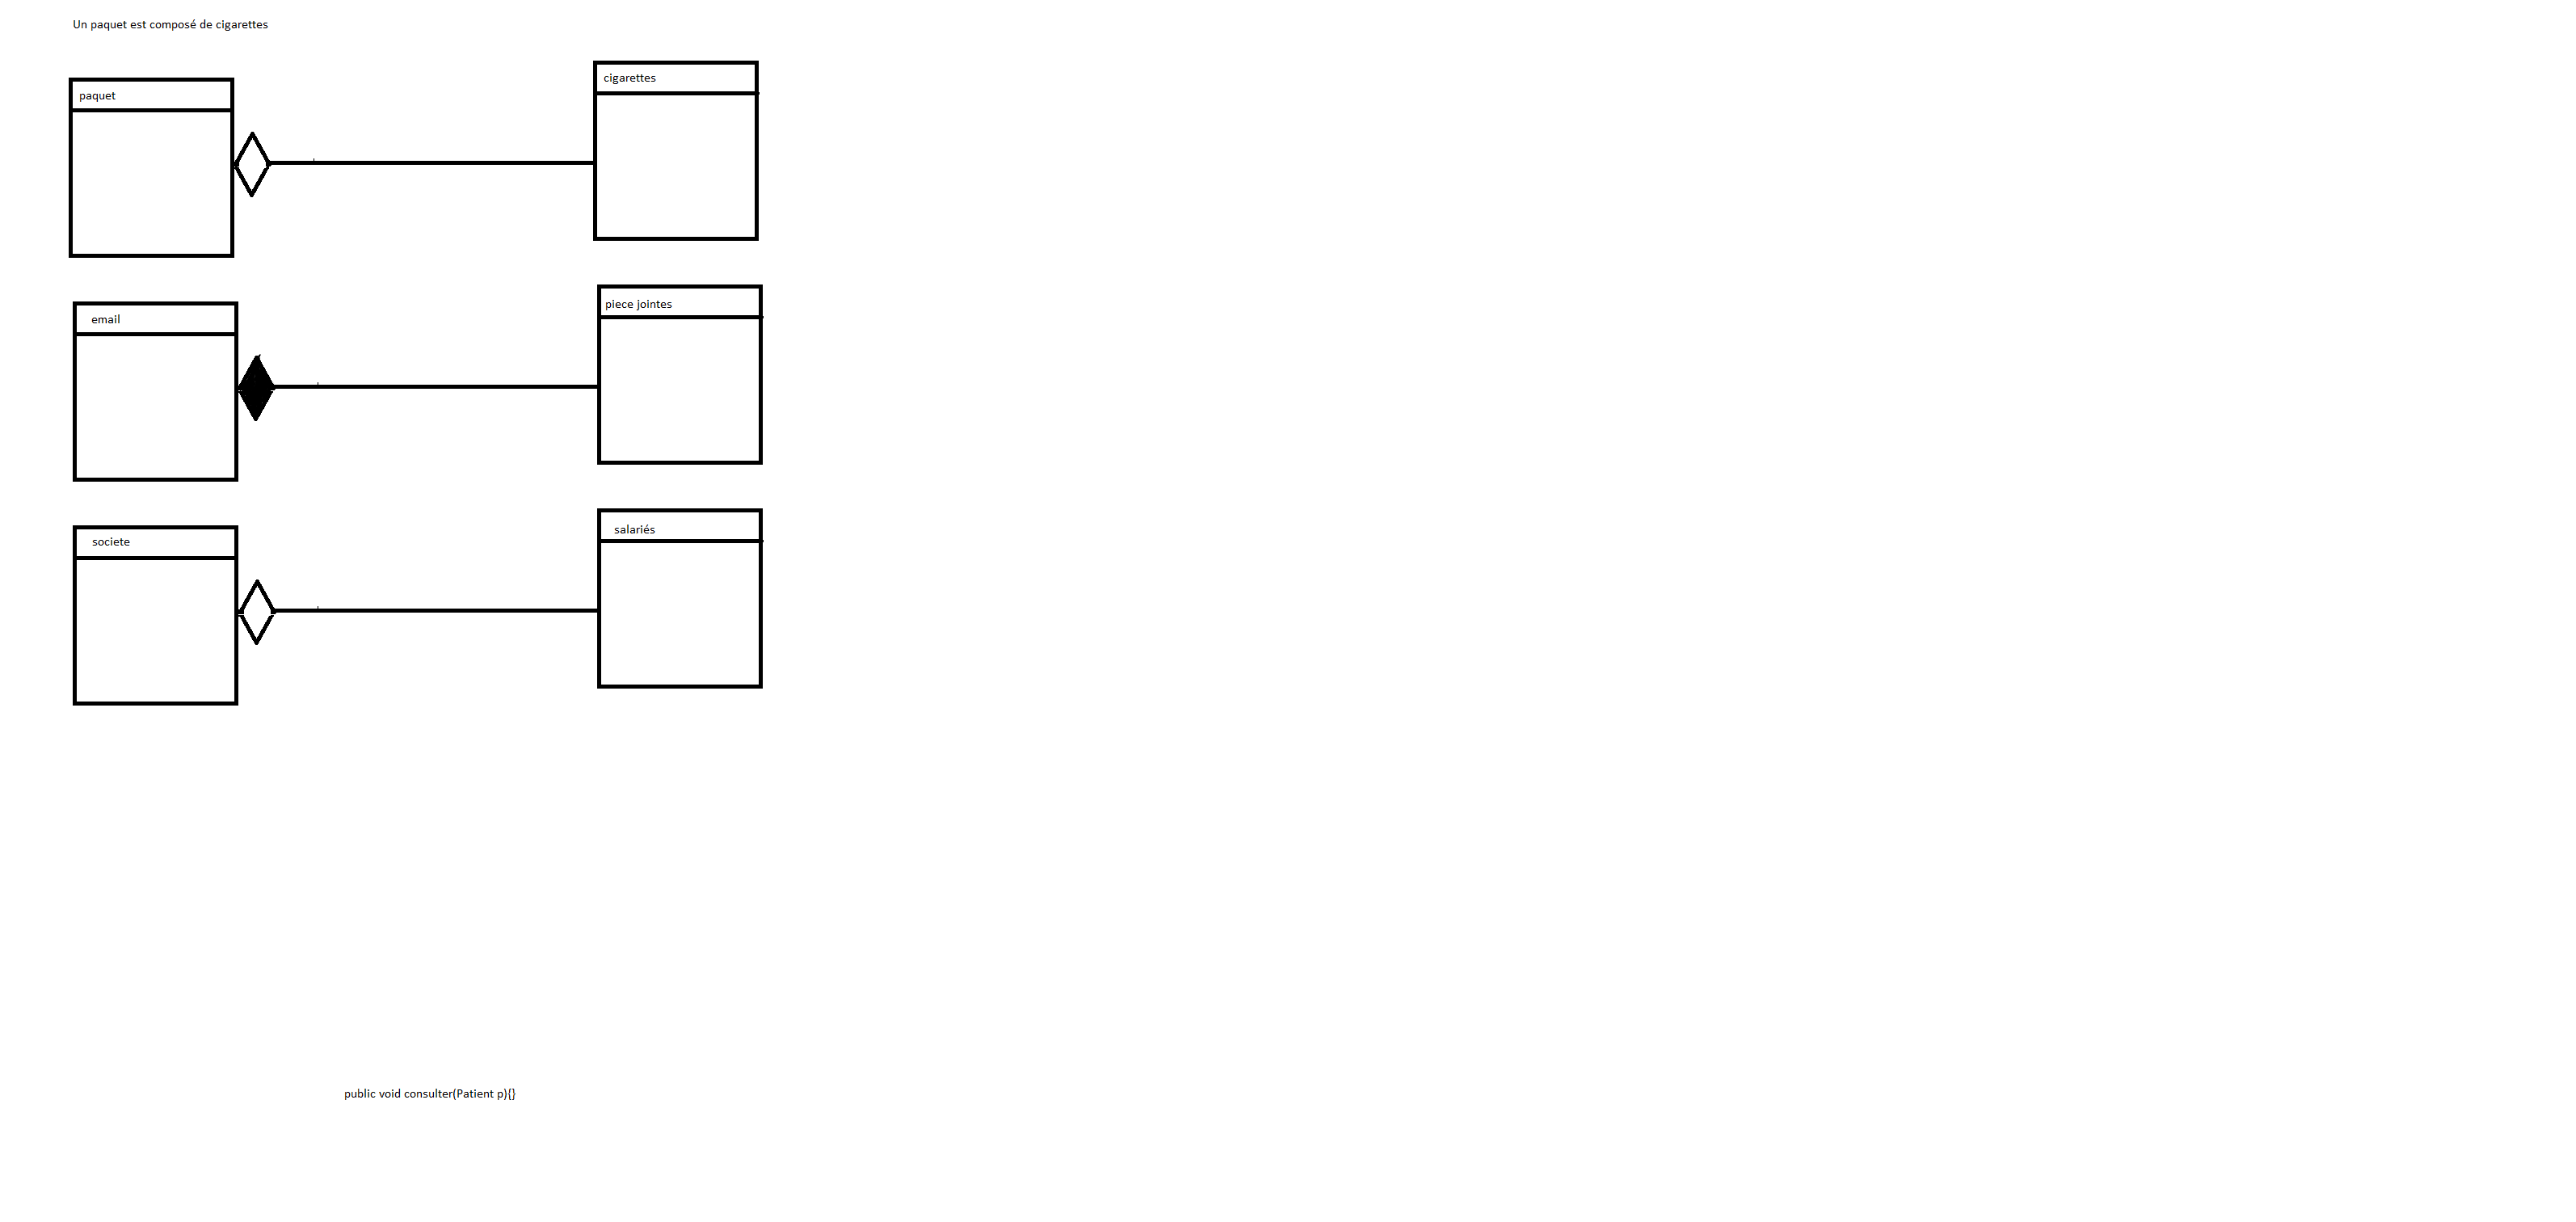 Un paquet est composé de cigarettes
paquet
cigarettes
email
piece jointes
societe
salariés
public void consulter(Patient p){}